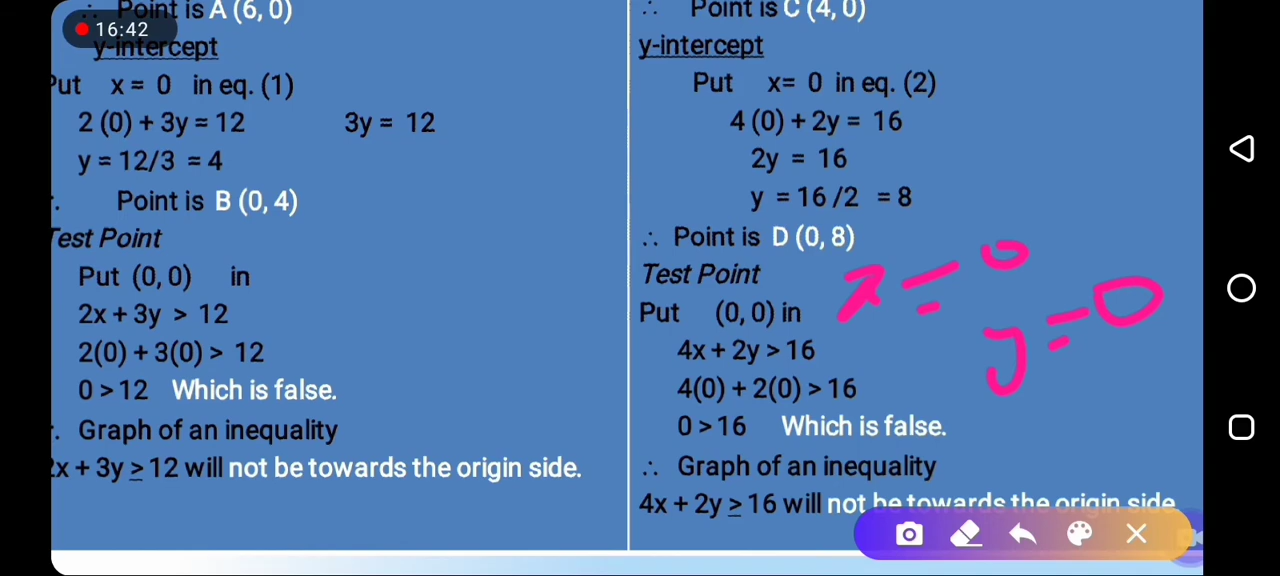 ∴ Point is A (6, 0)
16:42
y-intercept
Put x = 0 in eq. (1)
2 (0) + 3y = 12 3y = 12
y = 12/3 = 4
∴ Point is B (0, 4)
Test Point
Put (0, 0) in
2x + 3y > 12
2(0) + 3(0) > 12
0 > 12 Which is false.
∴ Graph of an inequality
2x + 3y ≥ 12 will not be towards the origin side.
∴ Point is C (4, 0)
y-intercept
Put x= 0 in eq. (2)
4 (0) + 2y = 16
2y = 16
y = 16 /2 = 8
∴ Point is D (0, 8)
Test Point
Put (0, 0) in
4x + 2y > 16
4(0) + 2(0) > 16
0 > 16 Which is false.
∴ Graph of an inequality
4x + 2y ≥ 16 will not be towards the origin side
x = 0
y = 0